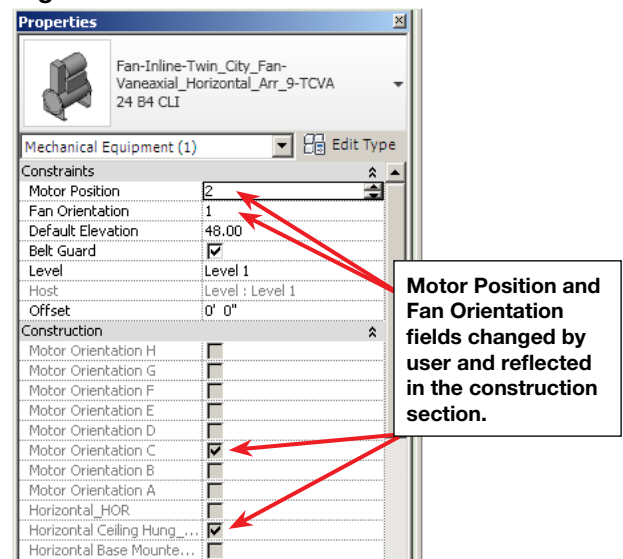 Properties
Fan-Inline-Twin_City_Fan-
Vaneaxial_Horizontal_Arr_9-TCVA
24 B4 CLI
Mechanical Equipment (1)
Edit Type
Constraints
Motor Position 2
Fan Orientation 1
Default Elevation 48.00
Belt Guard
Level Level 1
Host Level : Level 1
Offset 0' 0"
Construction
Motor Orientation H
Motor Orientation G
Motor Orientation F
Motor Orientation E
Motor Orientation D
Motor Orientation C
Motor Orientation B
Motor Orientation A
Horizontal_HOR
Horizontal Ceiling Hung_...
Horizontal Base Mounte...
Motor Position and
Fan Orientation
fields changed by
user and reflected
in the construction
section.